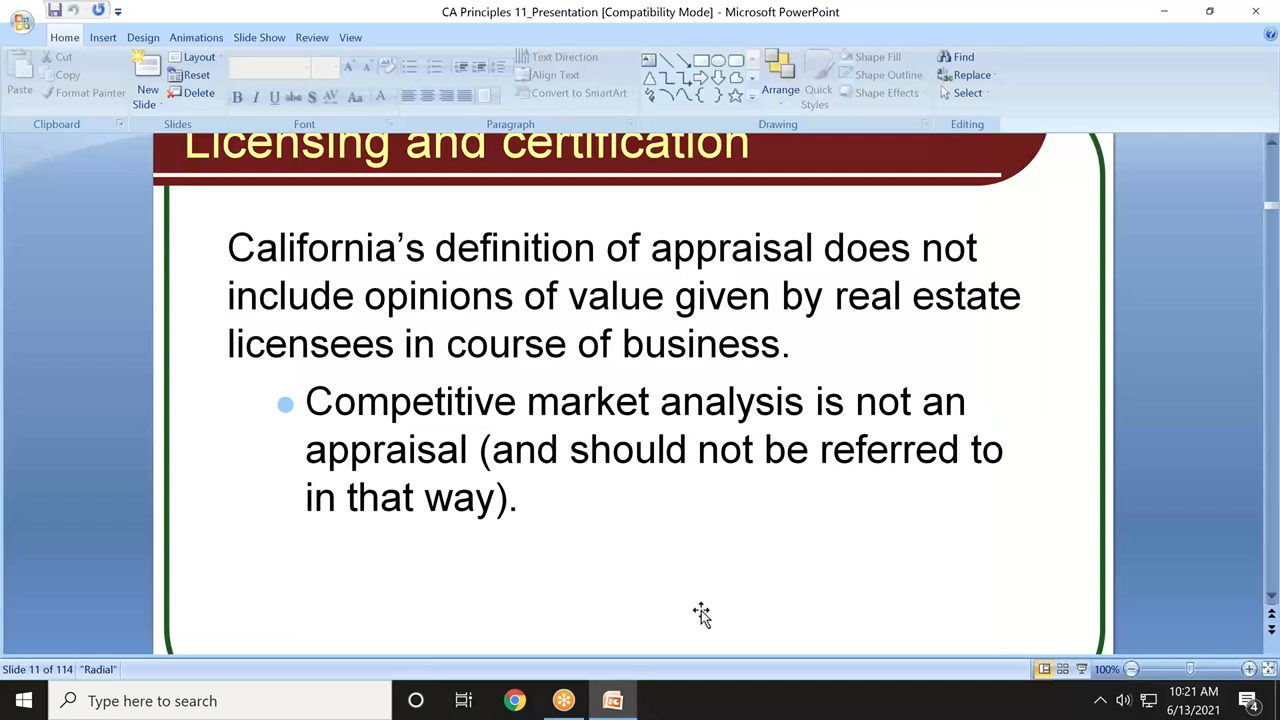 CA Principles 11_Presentation [Compatibility Mode] - Microsoft PowerPoint
Home Insert Design Animations Slide Show Review View
Cut
Copy
Format Painter
Paste
Clipboard
New
Slide
Layout
Reset
Delete
Slides
B I U abc S AV Aa A
Font
Text Direction
Align Text
Convert to SmartArt
Paragraph
Arrange
Quick
Styles
Shape Fill
Shape Outline
Shape Effects
Drawing
Find
Replace
Select
Editing
Licensing and certification
California’s definition of appraisal does not
include opinions of value given by real estate
licensees in course of business.
Competitive market analysis is not an
appraisal (and should not be referred to
in that way).
Slide 11 of 114 "Radial" 100%
Type here to search
10:21 AM
6/13/2021
4